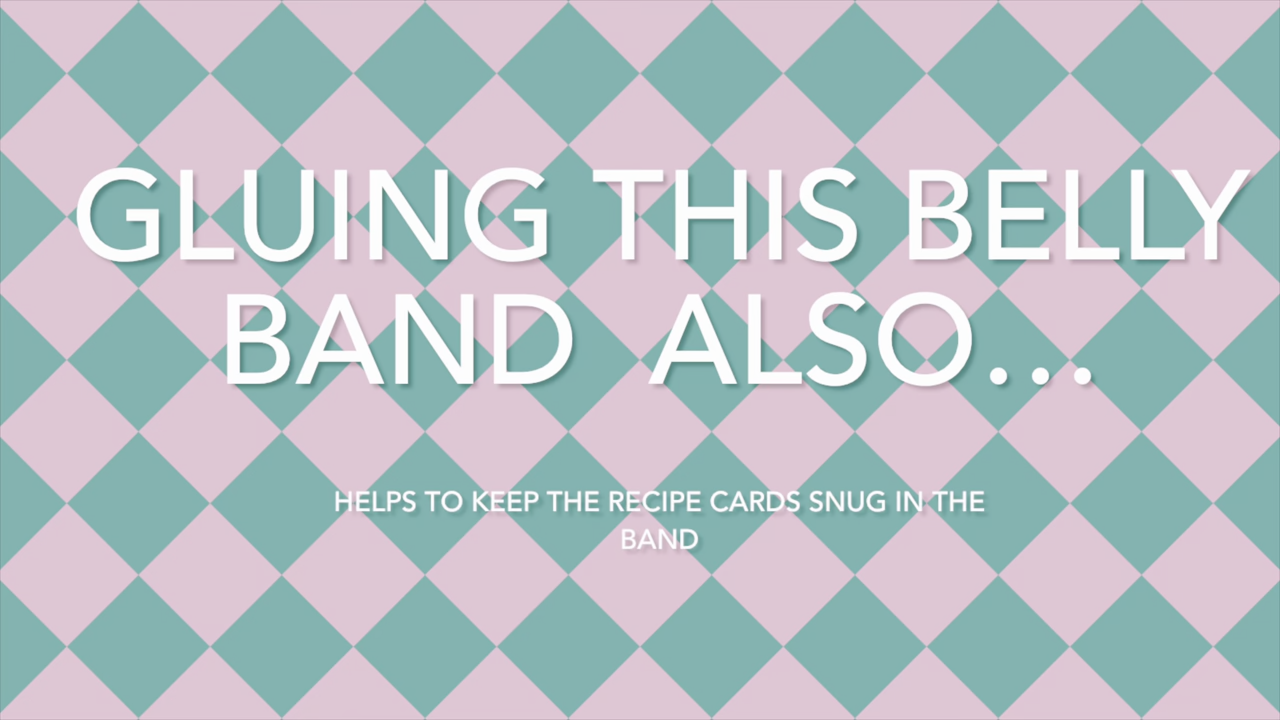 GLUING THIS BELLY
BAND ALSO...
HELPS TO KEEP THE RECIPE CARDS SNUG IN THE
BAND